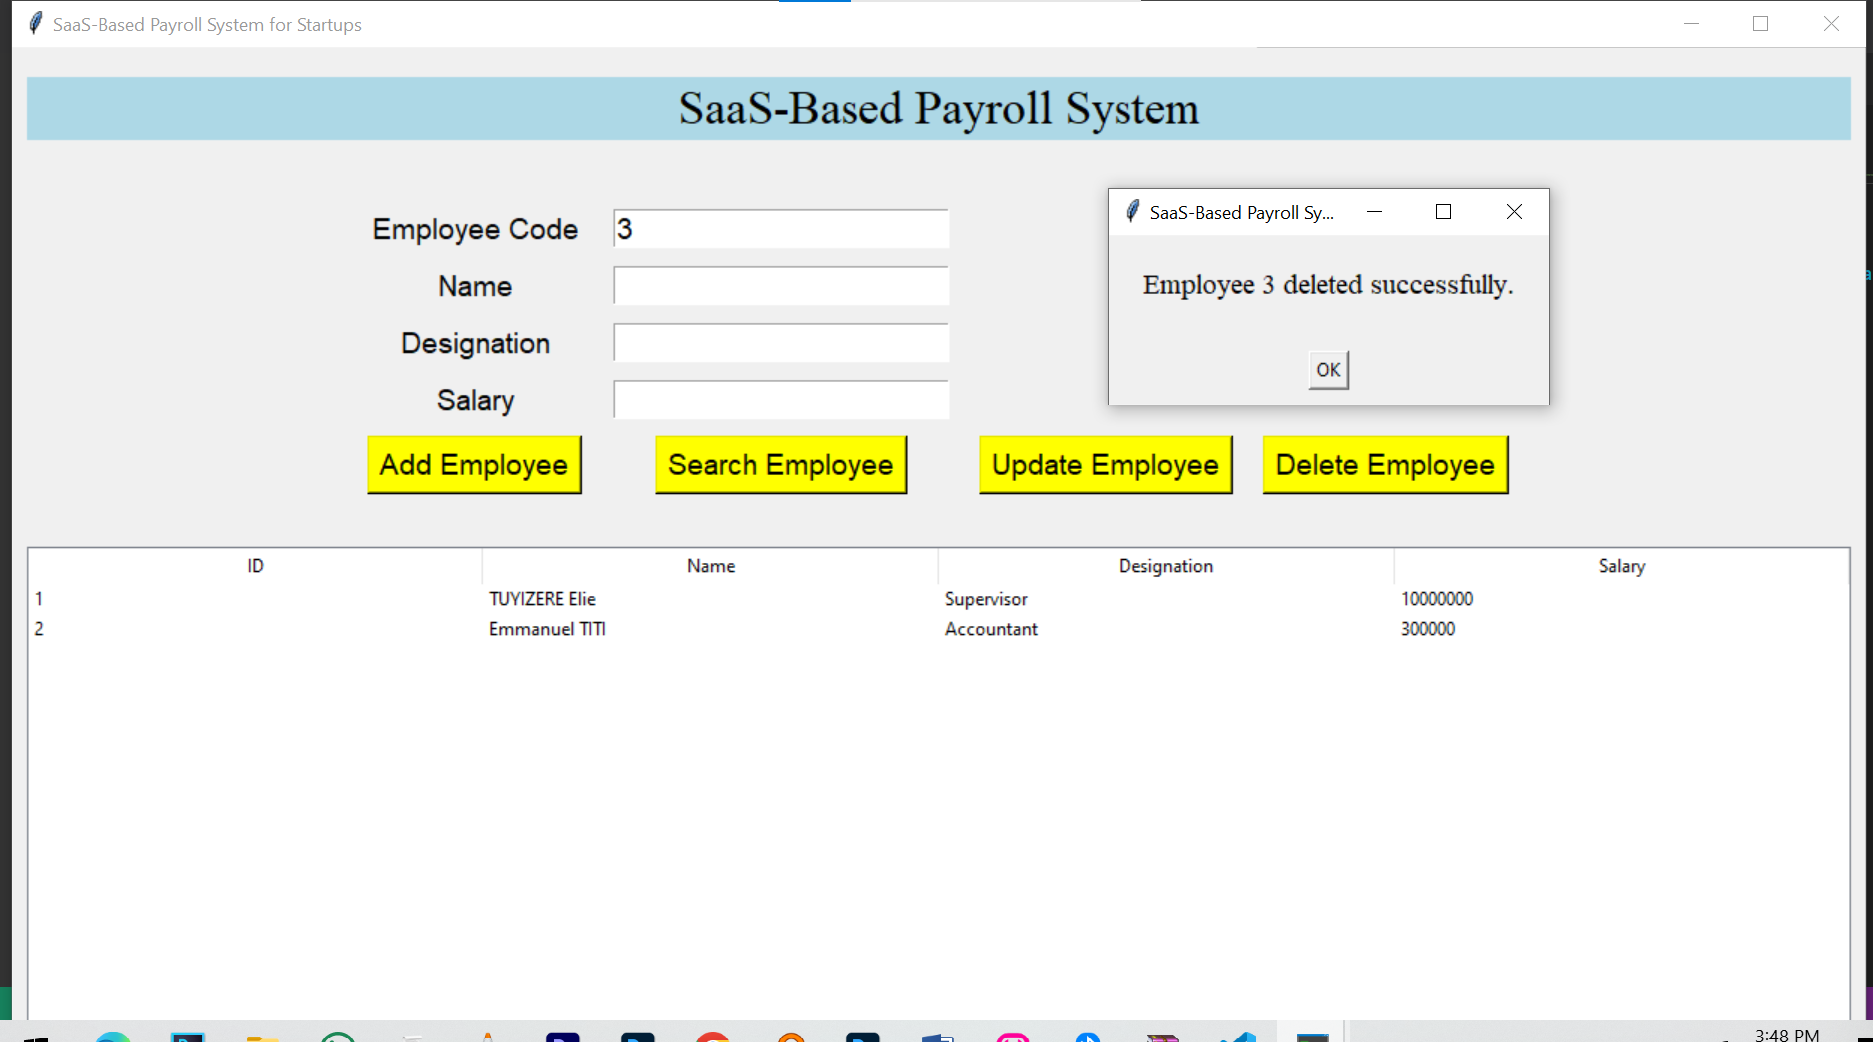 SaaS-Based Payroll System for Startups
SaaS-Based Payroll System
Employee Code 3
Name
Designation
Salary
SaaS-Based Payroll Sy...
Employee 3 deleted successfully.
OK
Add Employee Search Employee Update Employee Delete Employee
ID Name Designation Salary
1 TUYIZERE Elie Supervisor 10000000
2 Emmanuel TITI Accountant 300000
3:48 PM